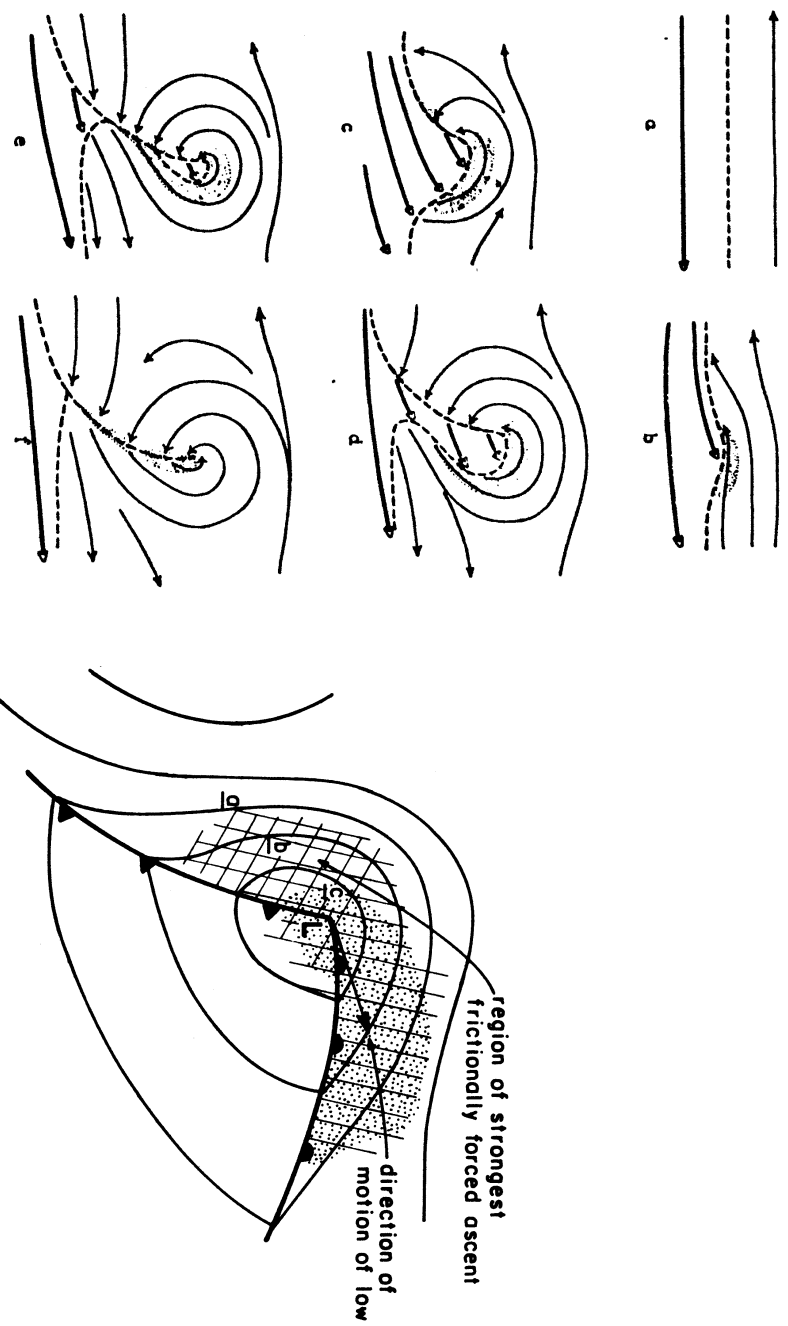 a
b
c
d
e
f
region of strongest
frictionally forced ascent
direction of
motion of low
L
c
b
a